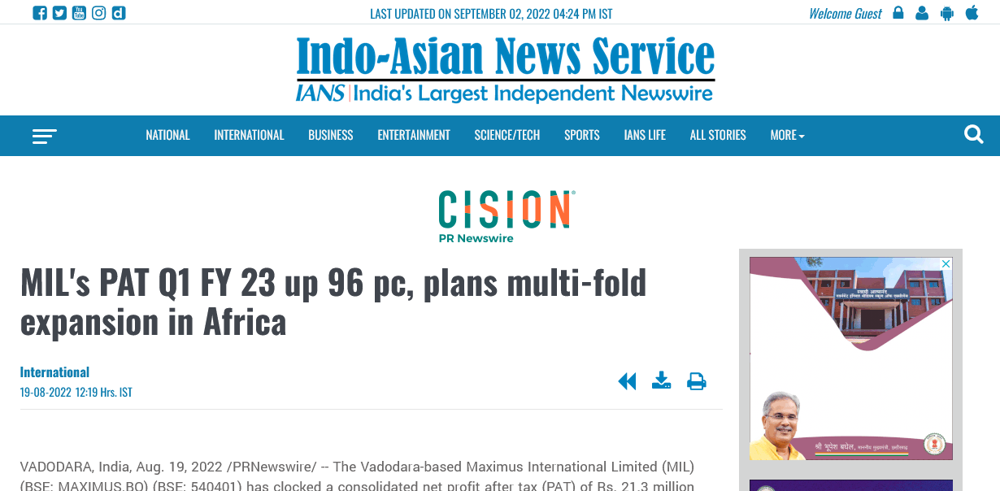 LAST UPDATED ON SEPTEMBER 02, 2022 04:24 PM IST
Welcome Guest
Indo-Asian News Service
IANS | India's Largest Independent Newswire
NATIONAL INTERNATIONAL BUSINESS ENTERTAINMENT SCIENCE/TECH SPORTS IANS LIFE ALL STORIES MORE
CISION®
PR Newswire
MIL's PAT Q1 FY 23 up 96 pc, plans multi-fold
expansion in Africa
International
19-08-2022 12:19 Hrs. IST
VADODARA, India, Aug. 19, 2022 /PRNewswire/ -- The Vadodara-based Maximus International Limited (MIL)
(BSE: MAXIMUS.BO) (BSE: 540401) has clocked a consolidated net profit after tax (PAT) of Rs. 21.3 million
स्वामी आत्मानंद
श्री भूपेश बघेल, माननीय मुख्यमंत्री, छत्तीसगढ़